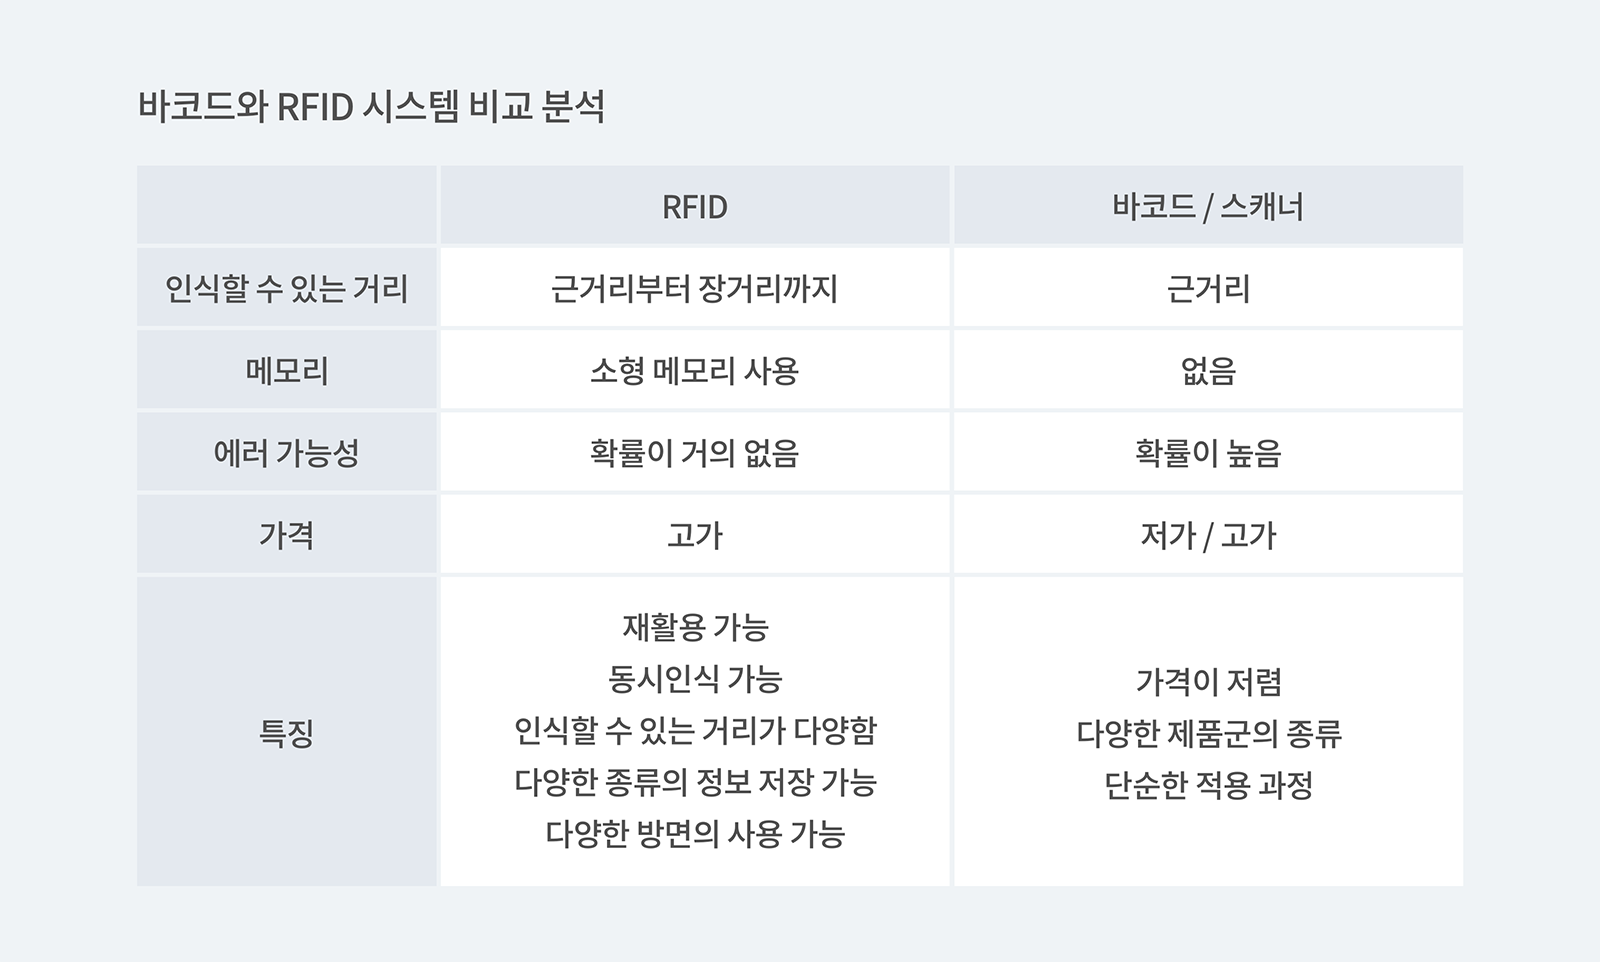 바코드와 RFID 시스템 비교 분석
RFID
바코드 / 스캐너
인식할 수 있는 거리
근거리부터 장거리까지
근거리
메모리
소형 메모리 사용
없음
에러 가능성
확률이 거의 없음
확률이 높음
가격
고가
저가 / 고가
특징
재활용 가능
동시인식 가능
인식할 수 있는 거리가 다양함
다양한 종류의 정보 저장 가능
다양한 방면의 사용 가능
가격이 저렴
다양한 제품군의 종류
단순한 적용 과정